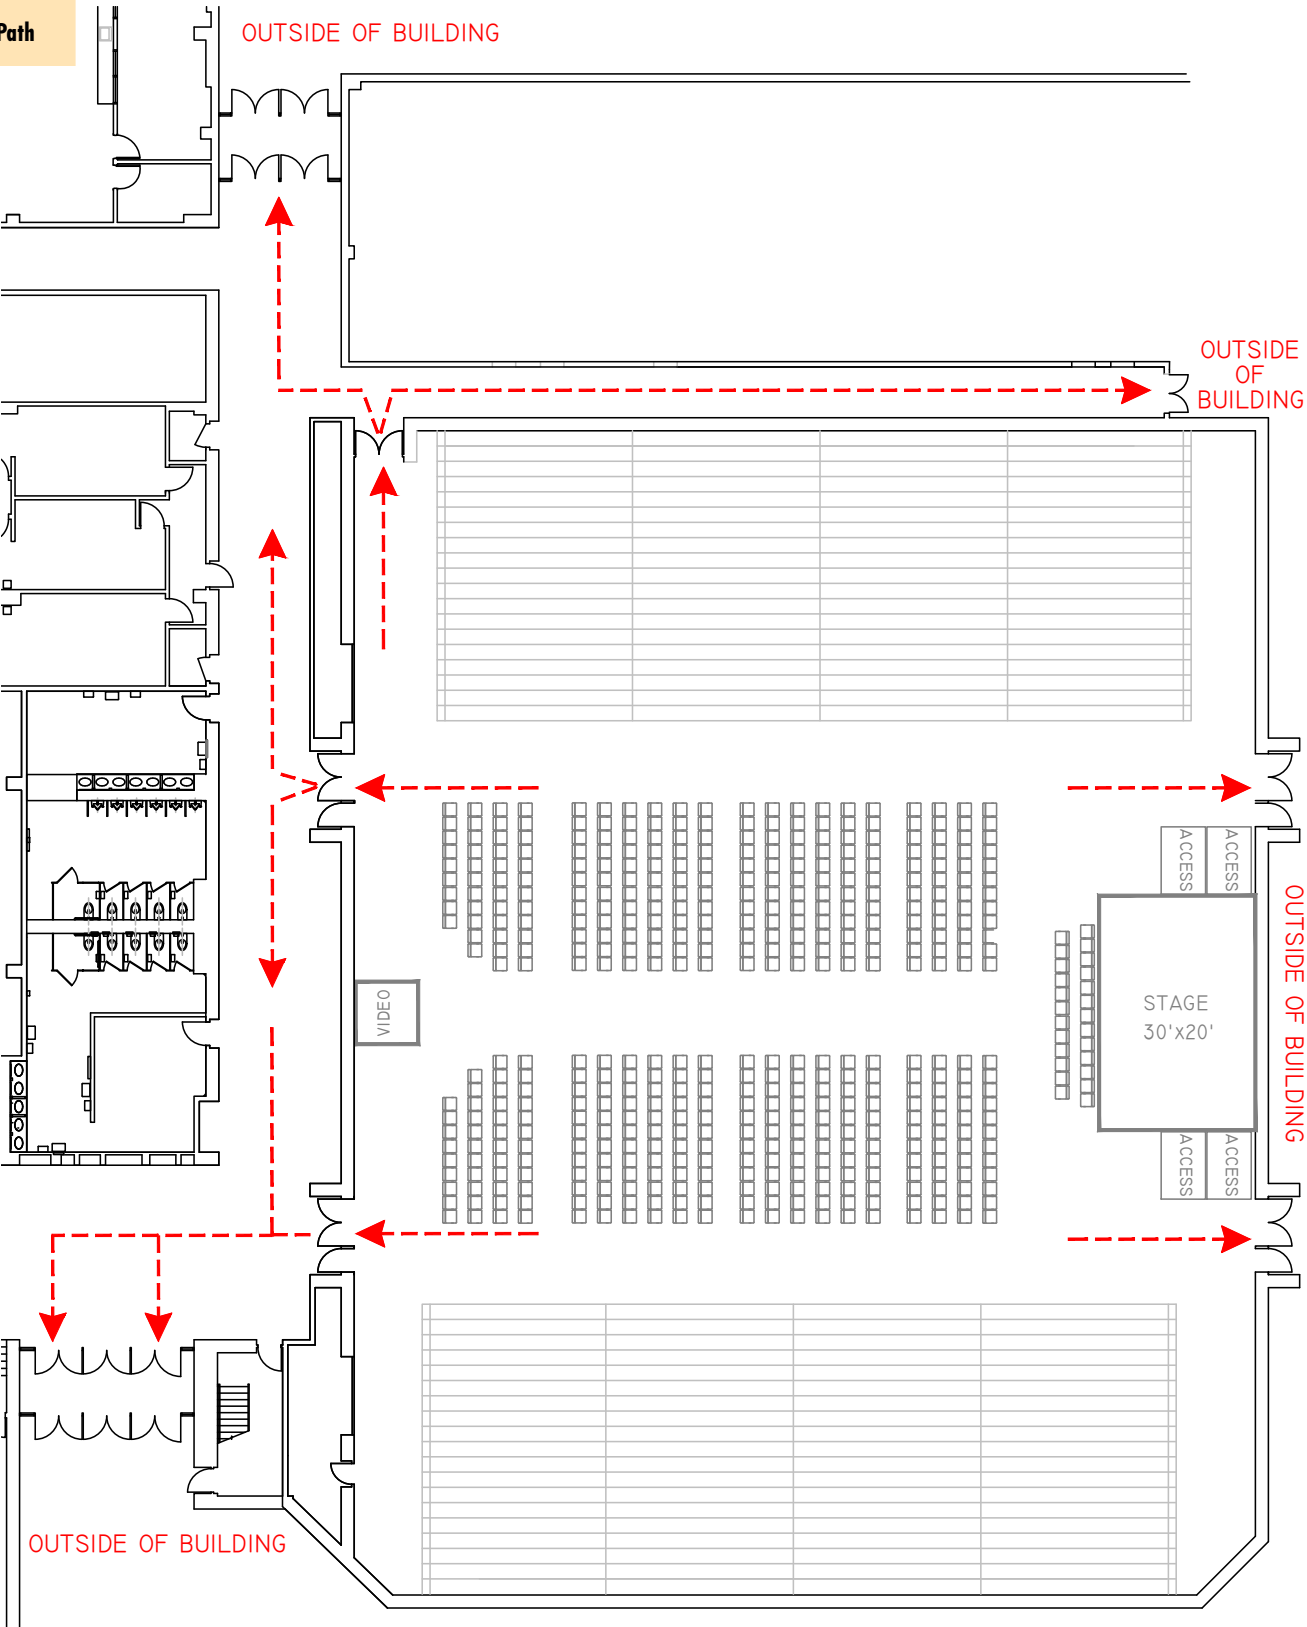 Path
OUTSIDE OF BUILDING
OUTSIDE
OF
BUILDING
ACCESS
ACCESS
OUTSIDE OF BUILDING
VIDEO
STAGE
30'x20'
ACCESS
ACCESS
OUTSIDE OF BUILDING